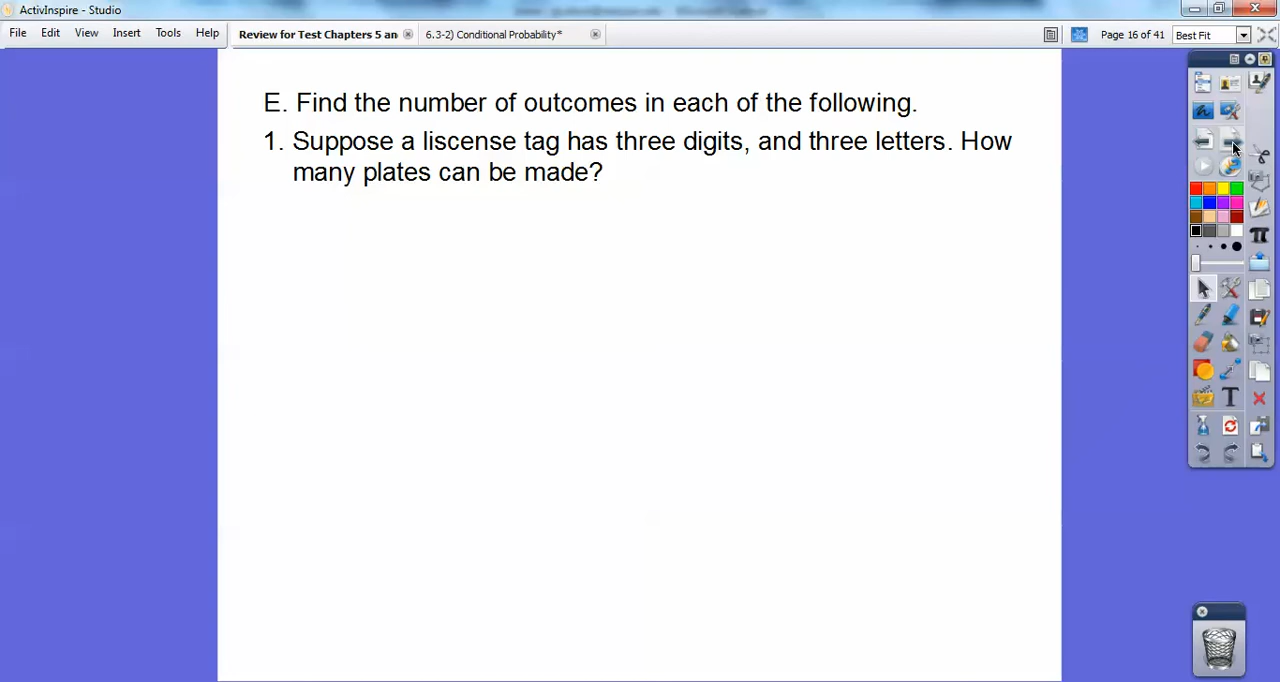 ActivInspire - Studio
File Edit View Insert Tools Help
Review for Test Chapters 5 an
6.3-2) Conditional Probability*
Page 16 of 41
Best Fit
E. Find the number of outcomes in each of the following.
1. Suppose a liscense tag has three digits, and three letters. How
many plates can be made?